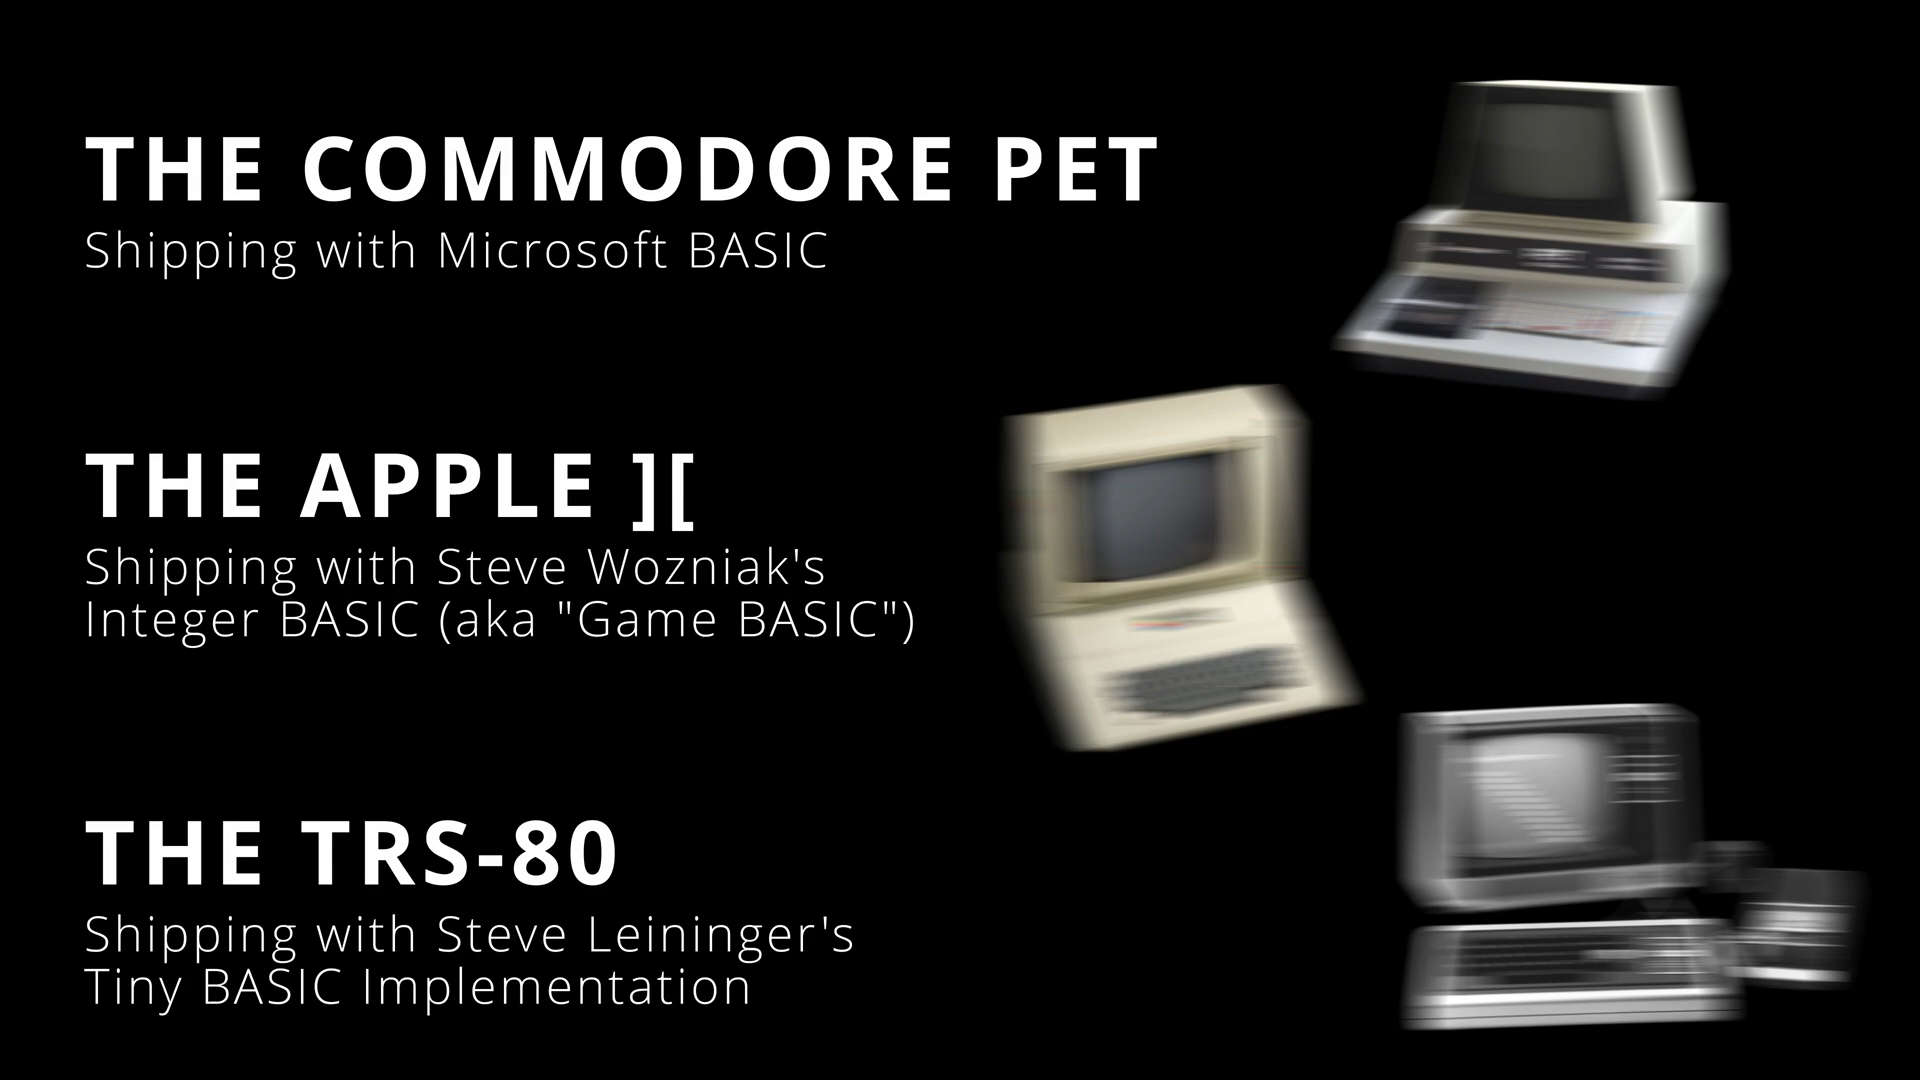 THE COMMODORE PET
Shipping with Microsoft BASIC
THE APPLE ][
Shipping with Steve Wozniak's
Integer BASIC (aka "Game BASIC")
THE TRS-80
Shipping with Steve Leininger's
Tiny BASIC Implementation